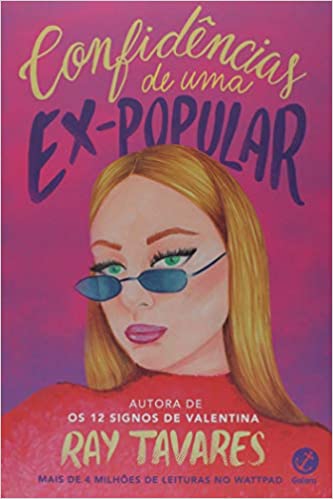 Confidências
de uma
EX-POPULAR
AUTORA DE
OS 12 SIGNOS DE VALENTINA
RAY TAVARES
MAIS DE 4 MILHÕES DE LEITURAS NO WATTPAD
Galera